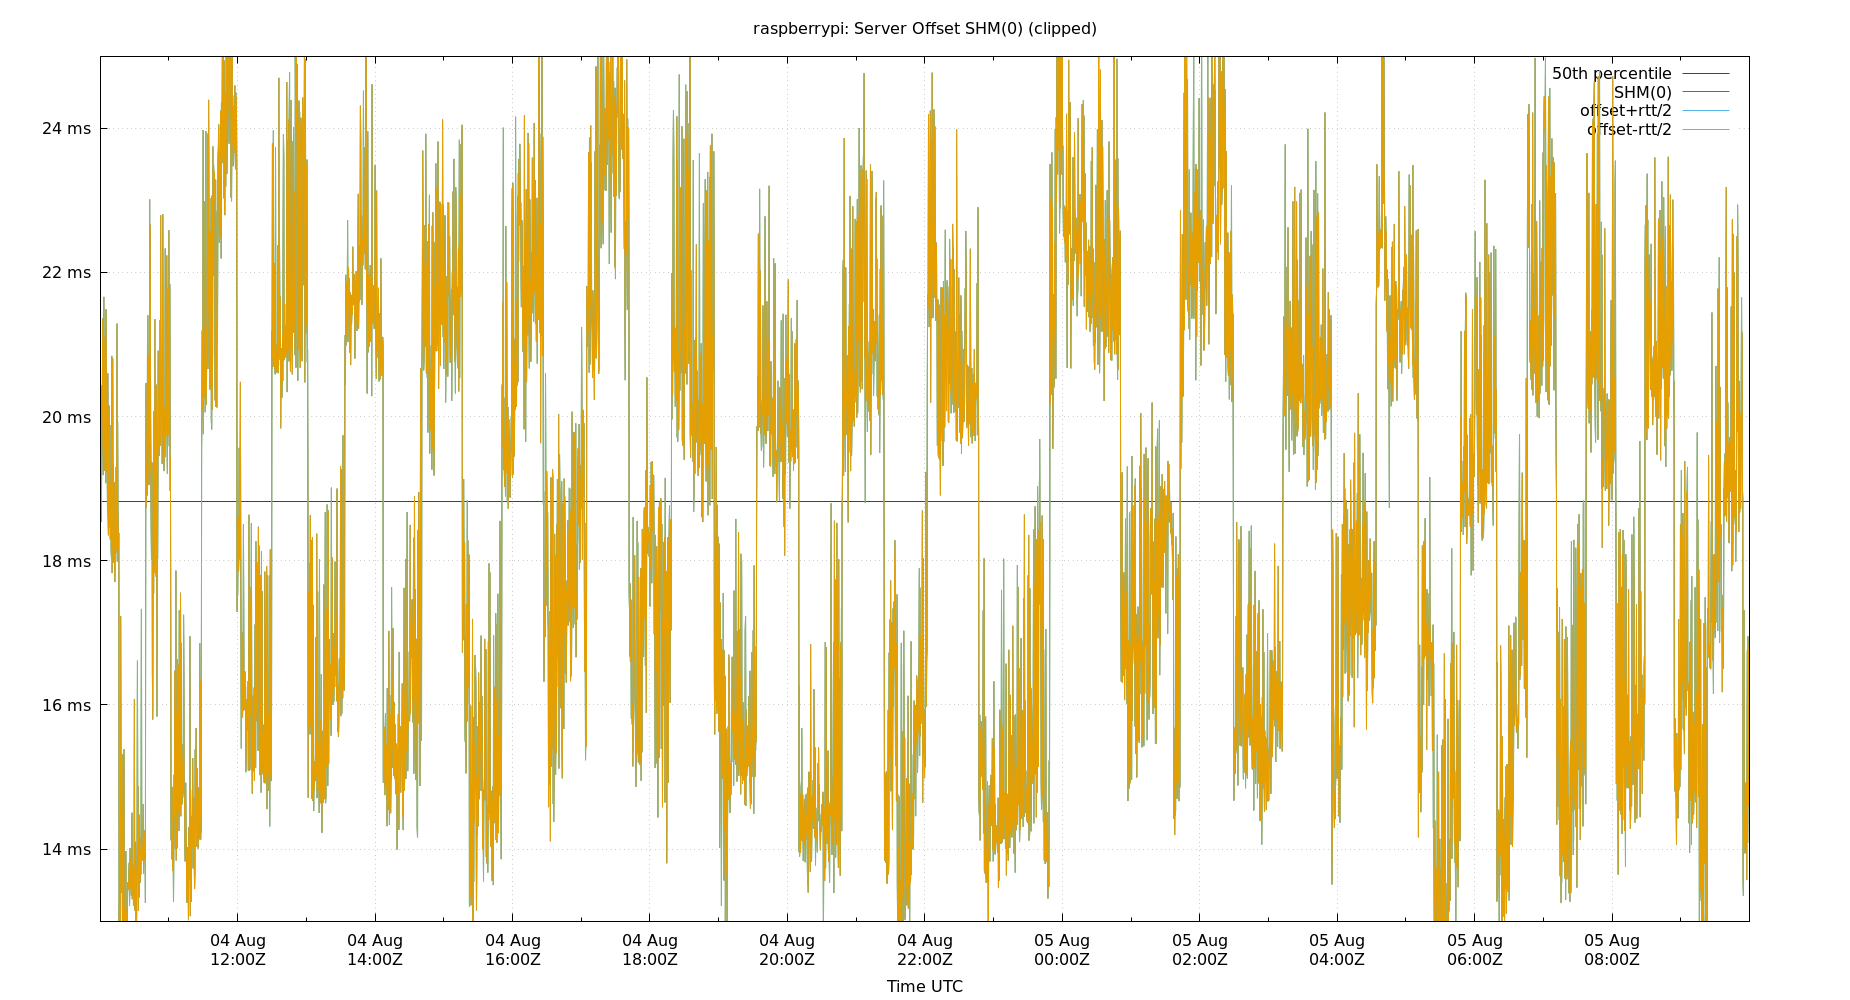 raspberrypi: Server Offset SHM(0) (clipped)
50th percentile
SHM(0)
offset+rtt/2
offset-rtt/2
24 ms
22 ms
20 ms
18 ms
16 ms
14 ms
04 Aug 04 Aug 04 Aug 04 Aug 04 Aug 04 Aug 05 Aug 05 Aug 05 Aug 05 Aug 05 Aug
12:00Z 14:00Z 16:00Z 18:00Z 20:00Z 22:00Z 00:00Z 02:00Z 04:00Z 06:00Z 08:00Z
Time UTC